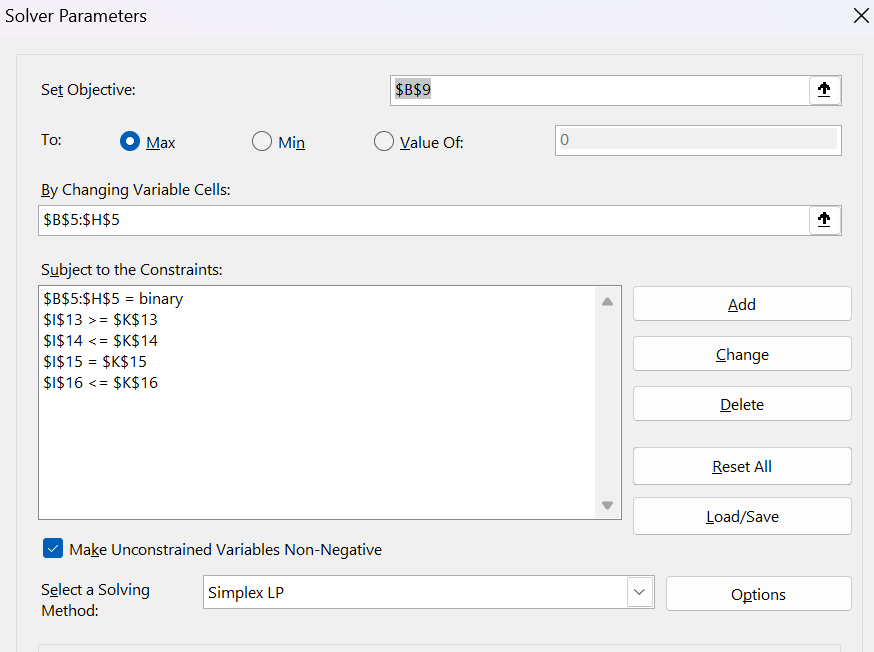 Solver Parameters
Set Objective: $B$9
To: Max Min Value Of: 0
By Changing Variable Cells:
$B$5:$H$5
Subject to the Constraints:
$B$5:$H$5 = binary
$I$13 >= $K$13
$I$14 <= $K$14
$I$15 = $K$15
$I$16 <= $K$16
Add
Change
Delete
Reset All
Load/Save
Make Unconstrained Variables Non-Negative
Select a Solving
Method:
Simplex LP
Options